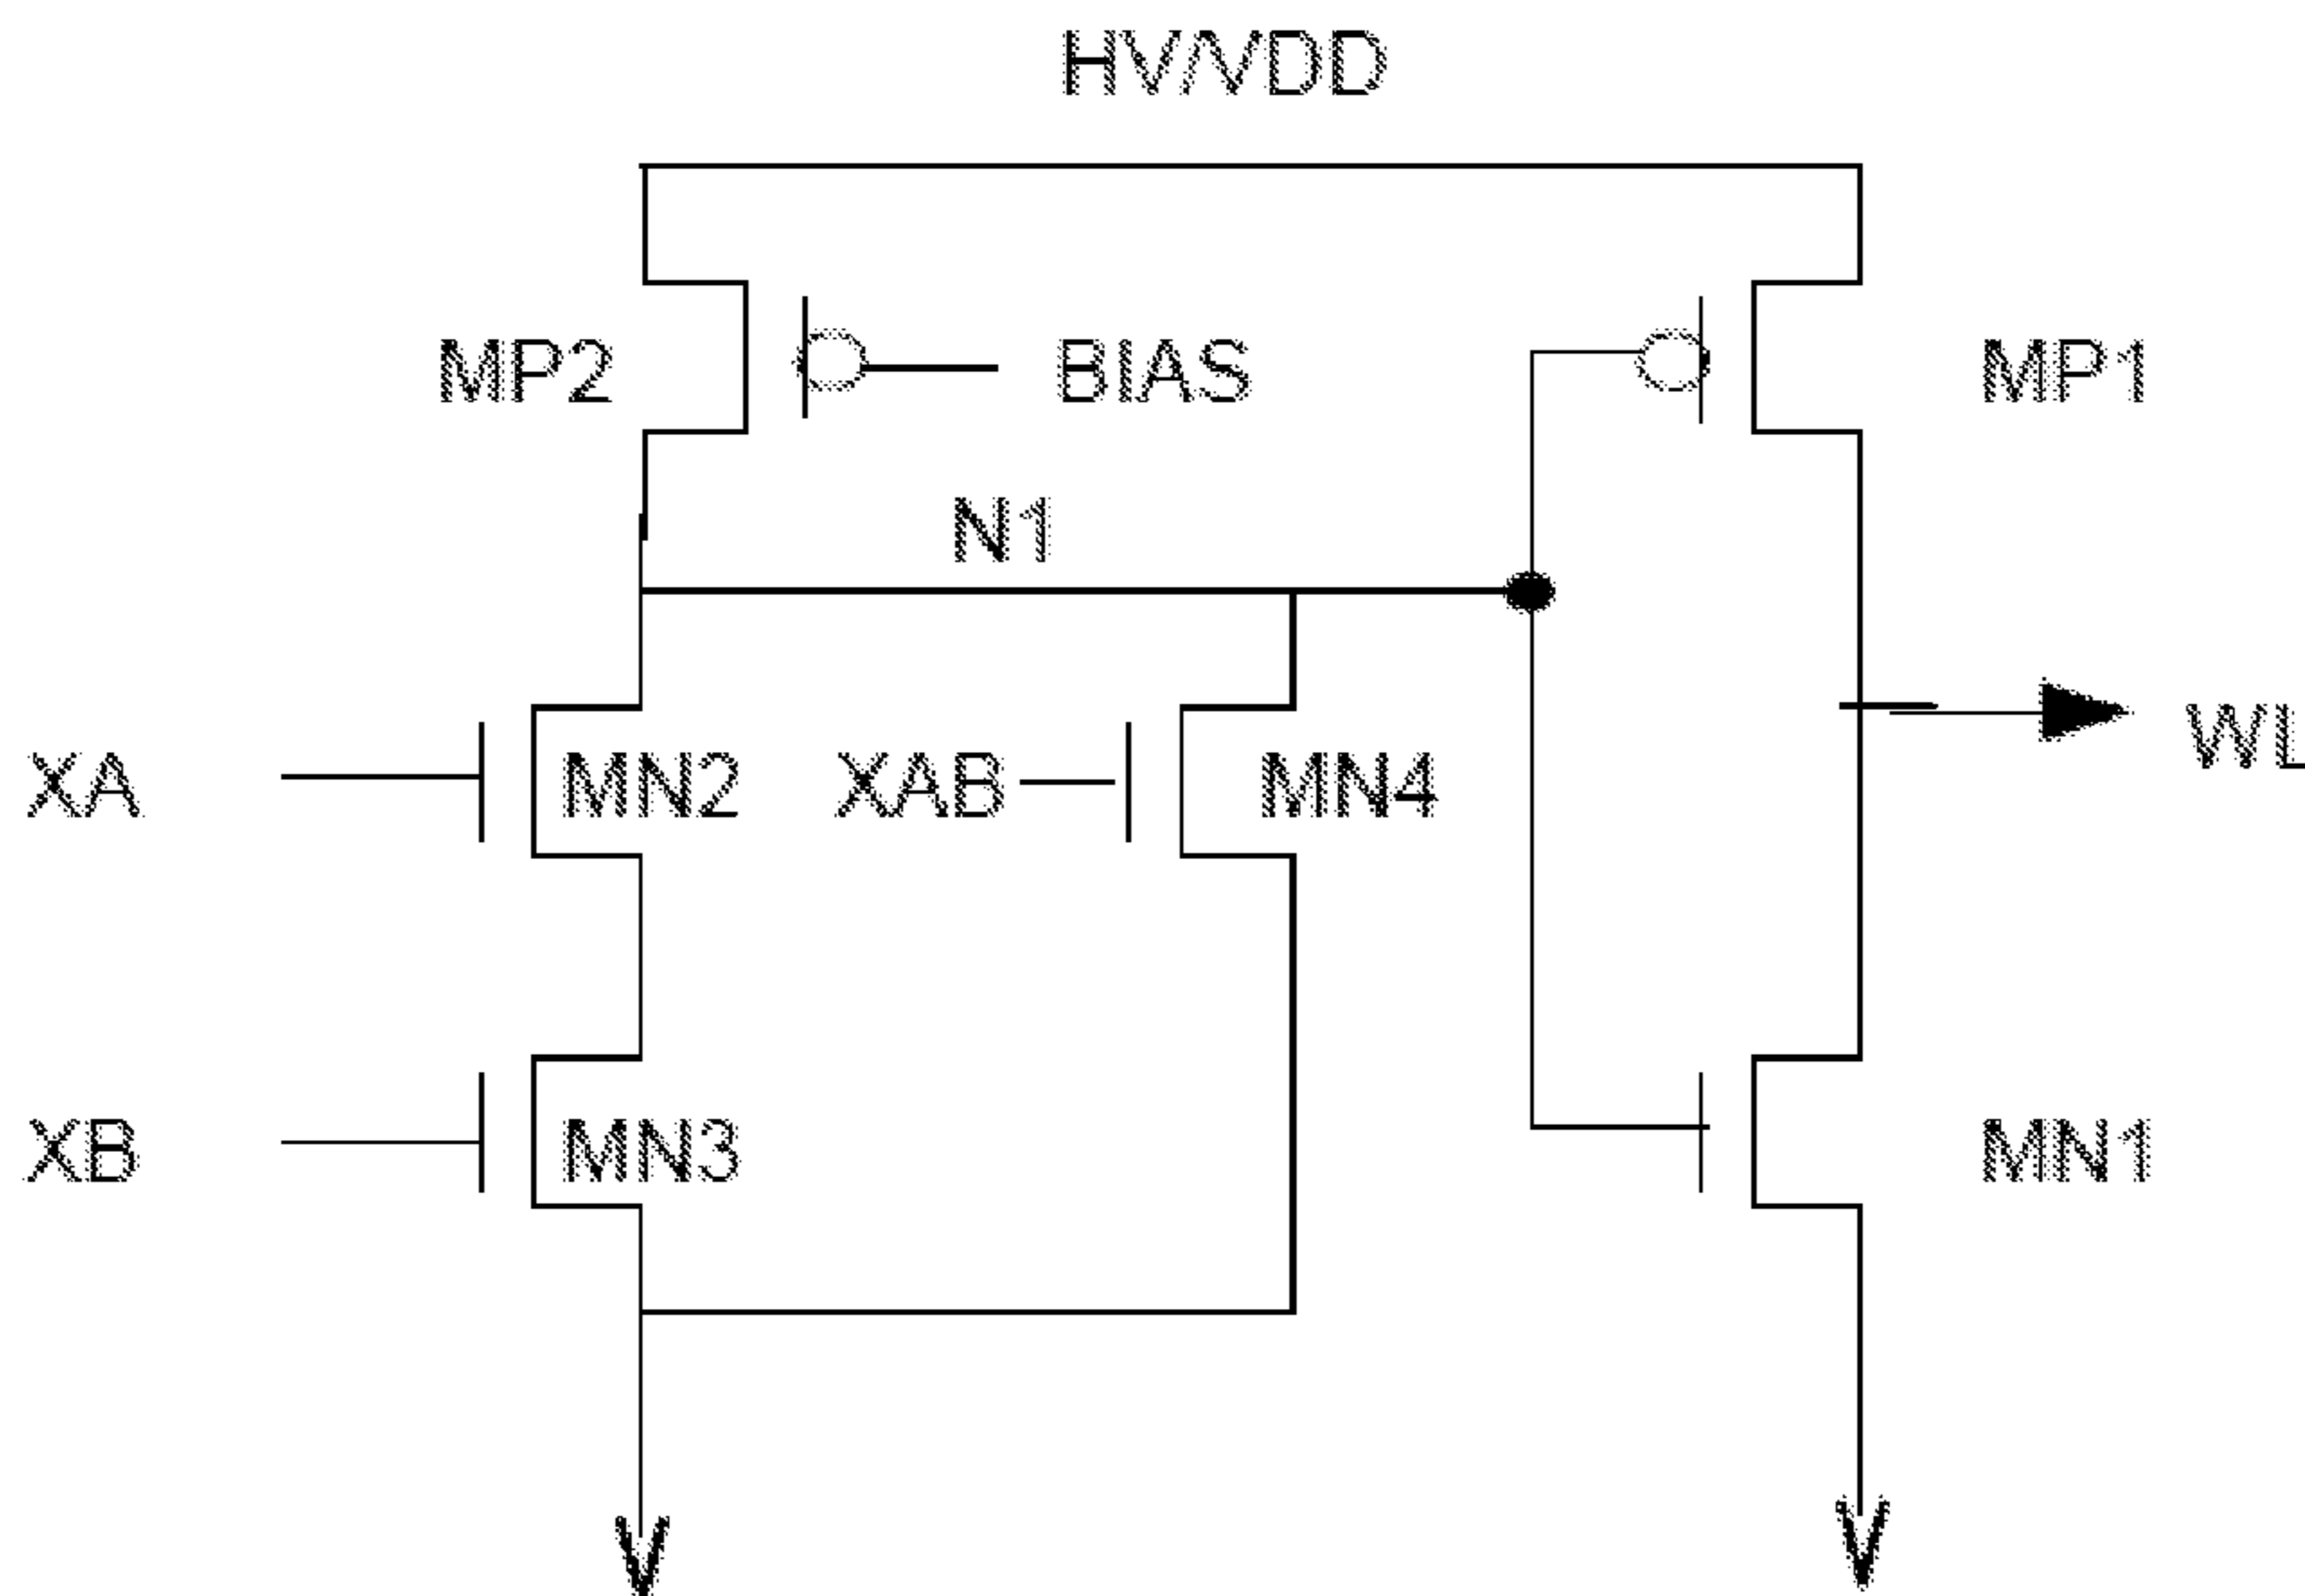 HV/VDD
MP2
BIAS
MP1
N1
XA
MN2
XAB
MN4
WL
XB
MN3
MN1